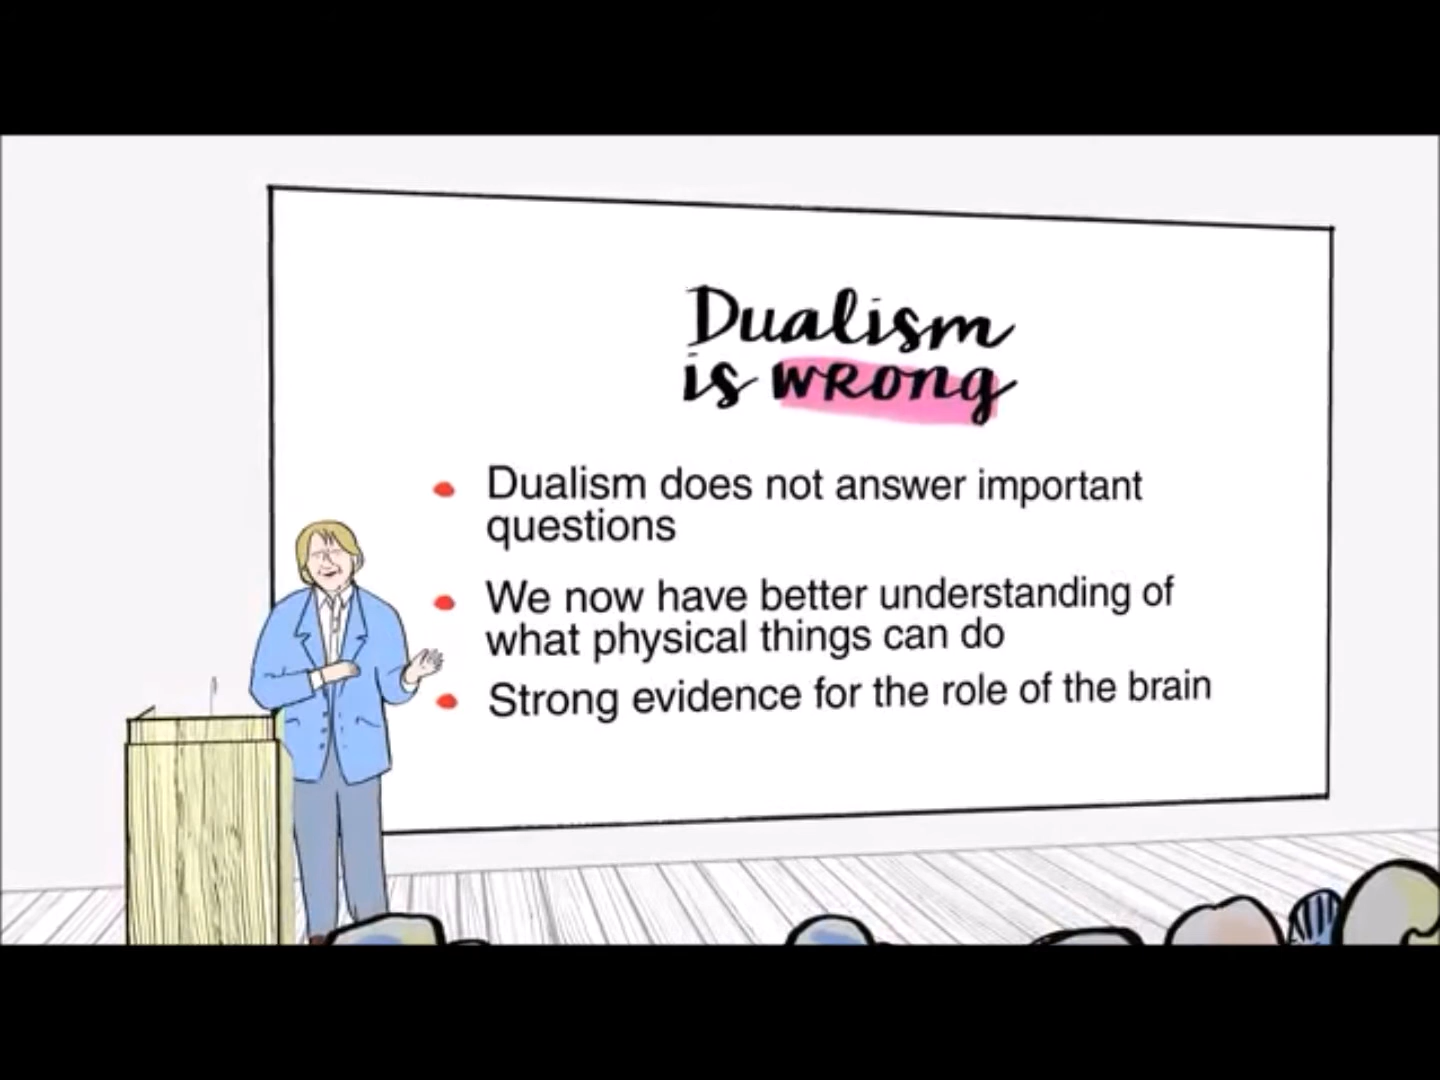 Dualism
is wrong
Dualism does not answer important
questions
We now have better understanding of
what physical things can do
Strong evidence for the role of the brain